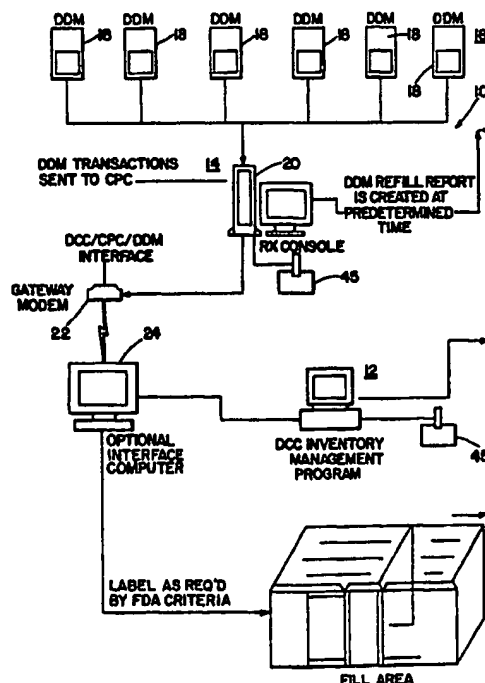 DDM DDM DDM DDM DDM DDM
18 18 18 18 18 18
18
10
DDM TRANSACTIONS
SENT TO CPC
14
20
DDM REFILL REPORT
IS CREATED AT
PREDETERMINED
TIME
RX CONSOLE
45
DCC/CPC/DDM
INTERFACE
GATEWAY
MODEM
22
24
12
OPTIONAL
INTERFACE
COMPUTER
DCC INVENTORY
MANAGEMENT
PROGRAM
45
LABEL AS REQ'D
BY FDA CRITERIA
FILL AREA